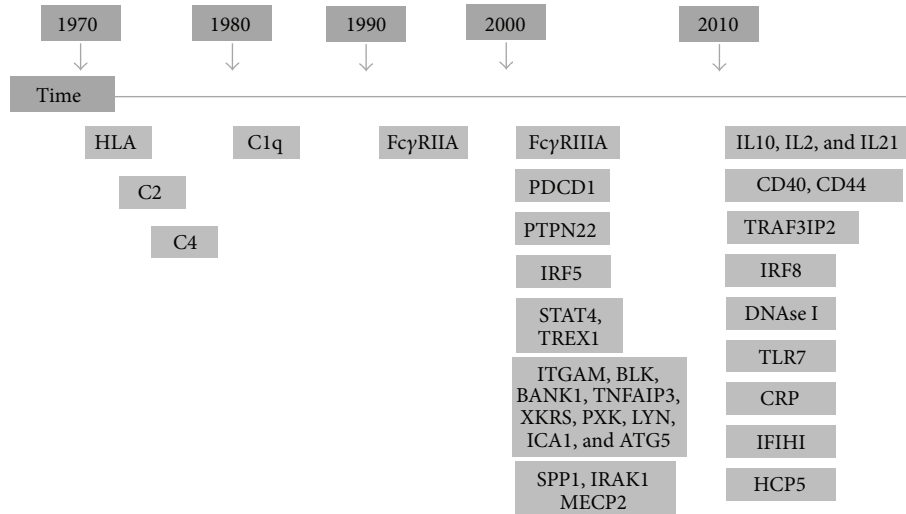 1970
1980
1990
2000
2010
Time
HLA
C2
C4
C1q
FcγRIIA
FcγRIIIA
PDCD1
PTPN22
IRF5
STAT4,
TREX1
ITGAM, BLK,
BANK1, TNFAIP3,
XKRS, PXK, LYN,
ICA1, and ATG5
SPP1, IRAK1
MECP2
IL10, IL2, and IL21
CD40, CD44
TRAF3IP2
IRF8
DNAse I
TLR7
CRP
IFIHI
HCP5